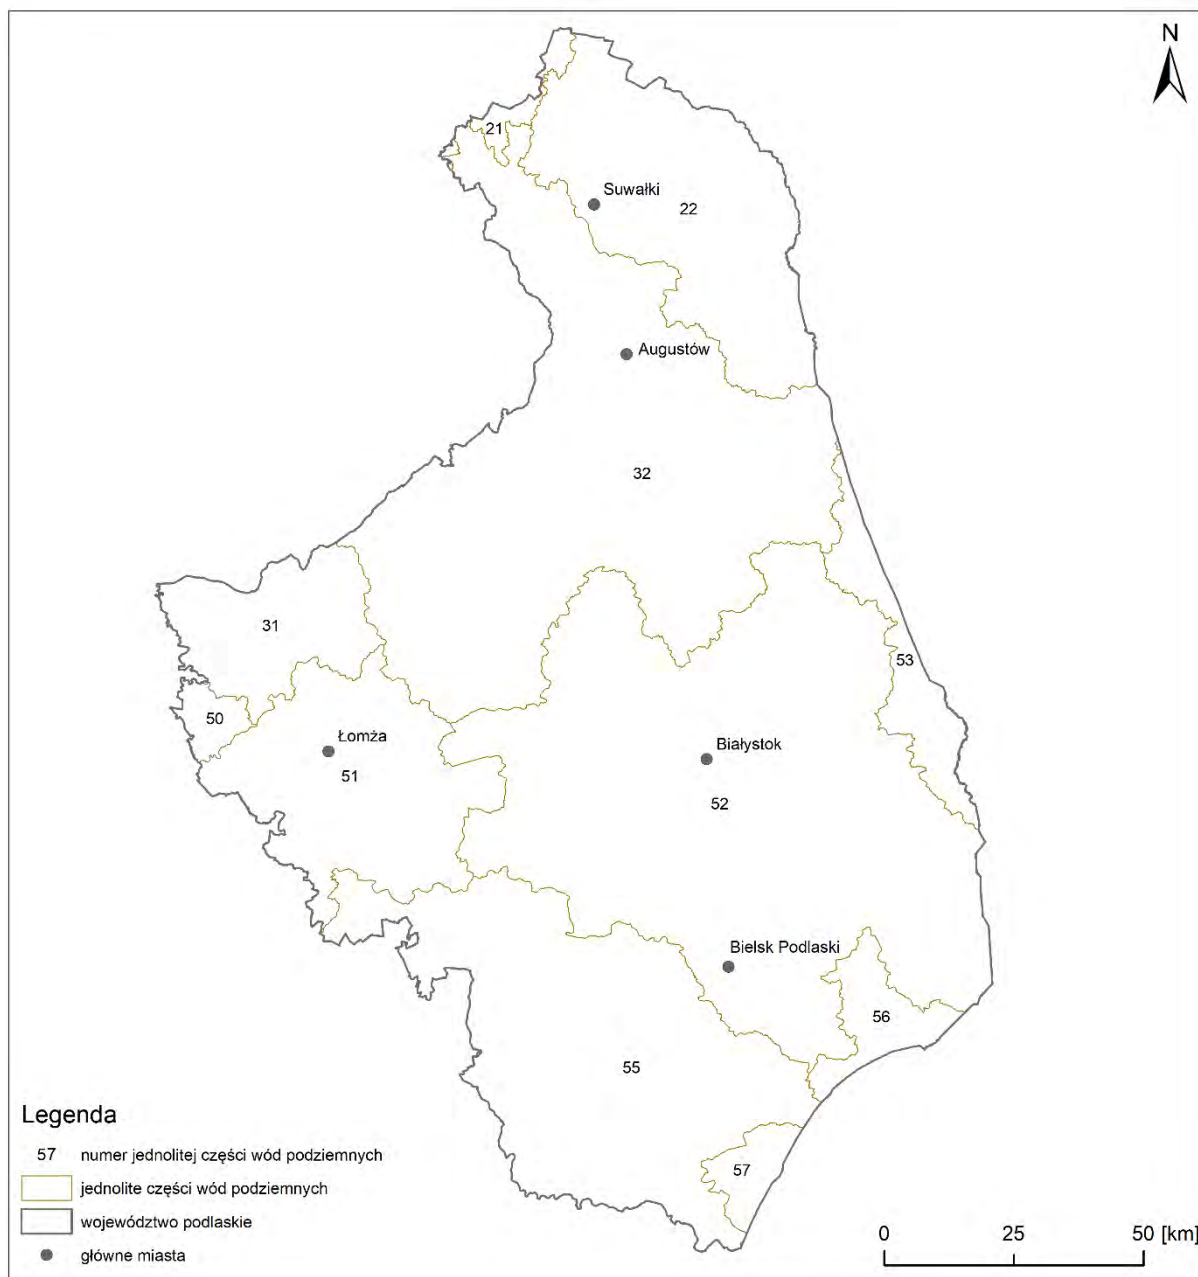 N
21
Suwałki
22
Augustów
32
31
53
50
Łomża
51
Białystok
52
Bielsk Podlaski
56
55
57
Legenda
57 numer jednolitej części wód podziemnych
jednolite części wód podziemnych
województwo podlaskie
główne miasta
0 25 50 [km]